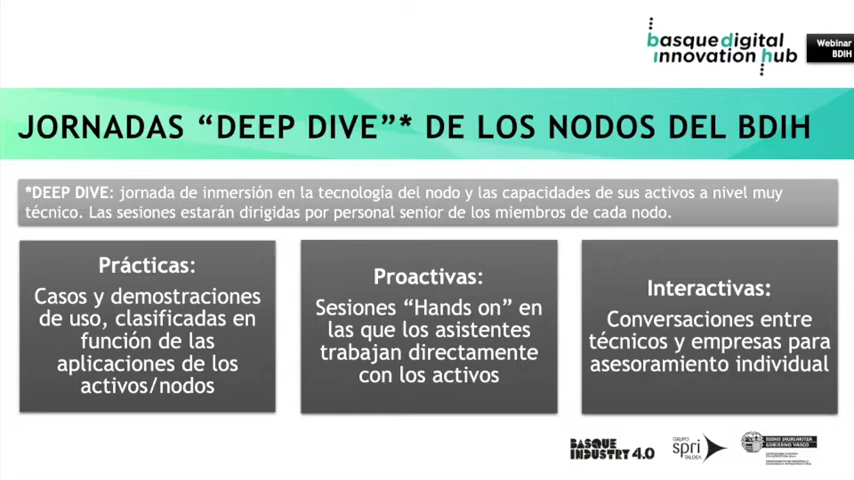 basque digital
innovation hub
Webinar
BDIH
JORNADAS “DEEP DIVE”* DE LOS NODOS DEL BDIH
*DEEP DIVE: jornada de inmersión en la tecnología del nodo y las capacidades de sus activos a nivel muy
técnico. Las sesiones estarán dirigidas por personal senior de los miembros de cada nodo.
Prácticas:
Casos y demostraciones
de uso, clasificadas en
función de las
aplicaciones de los
activos/nodos
Proactivas:
Sesiones “Hands on” en
las que los asistentes
trabajan directamente
con los activos
Interactivas:
Conversaciones entre
técnicos y empresas para
asesoramiento individual
BASQUE
INDUSTRY 4.0
GRUPO
spri
TALDEA
EUSKO JAURLARITZA
GOBIERNO VASCO